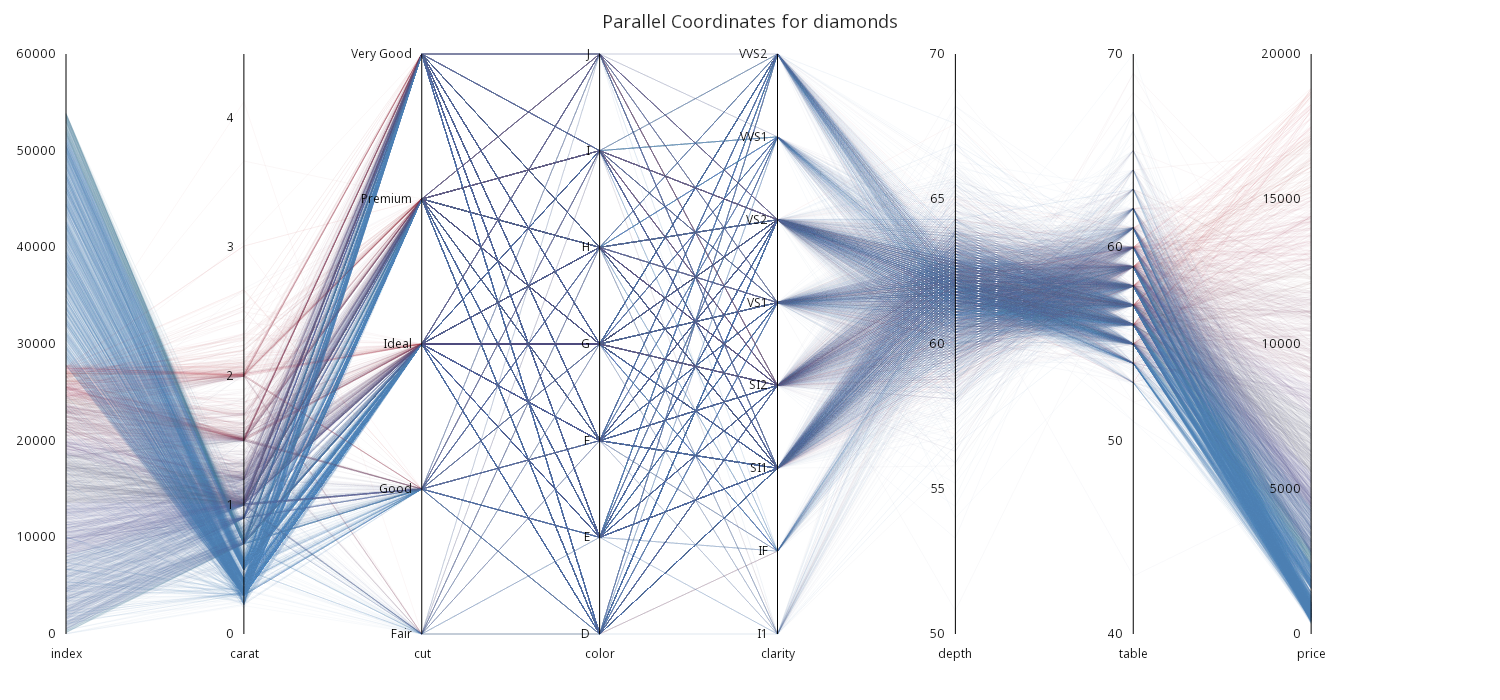 Parallel Coordinates for diamonds
60000
50000
40000
30000
20000
10000
0
index
4
3
2
1
0
carat
Very Good
Premium
Ideal
Good
Fair
cut
J
I
H
G
F
E
D
color
VVS2
VVS1
VS2
VS1
SI2
SI1
IF
I1
clarity
70
65
60
55
50
depth
70
60
50
40
table
20000
15000
10000
5000
0
price